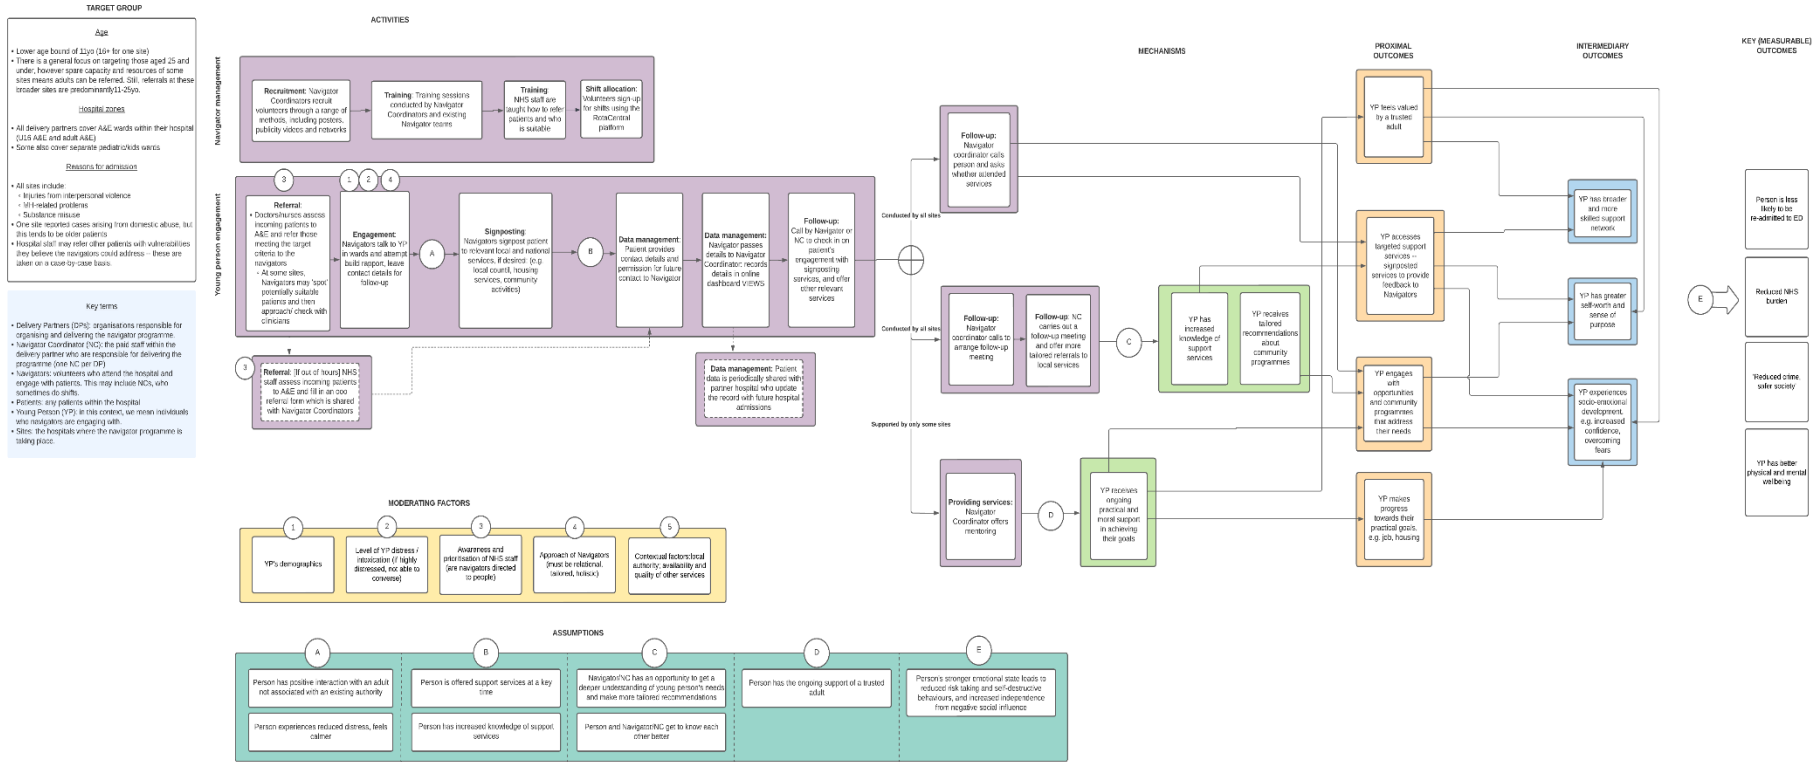 TARGET GROUP
Age
• Lower age bound of 11yo (16+ for one site)
• There is a general focus on targeting those aged 25 and
under, however spare capacity and resources of some
sites means adults can be referred. Still, referrals at these
broader sites are predominantly11-25yo.
Hospital zones
• All delivery partners cover A&E wards within their hospital
(U16 A&E and adult A&E)
• Some also cover separate pediatric/kids wards
Reasons for admission
• All sites include:
◦ Injuries from interpersonal violence
◦ MH-related problems
◦ Substance misuse
• One site reported cases arising from domestic abuse, but
this tends to be older patients
• Hospital staff may refer other patients with vulnerabilities
they believe the navigators could address – these are
taken on a case-by-case basis.
Key terms
• Delivery Partners (DPs): organisations responsible for
organising and delivering the navigator programme.
• Navigator Coordinator (NC): the paid staff within the
delivery partner who are responsible for delivering the
programme (one NC per DP)
• Navigators: volunteers who attend the hospital and
engage with patients. This may include NCs, who
sometimes do shifts.
• Patients: any patients within the hospital
• Young Person (YP): in this context, we mean individuals
who navigators are engaging with.
• Sites: the hospitals where the navigator programme is
taking place.
ACTIVITIES
Navigator management
Recruitment: Navigator
Coordinators recruit
volunteers through a range of
methods, including posters,
publicity videos and networks
Training: Training sessions
conducted by Navigator
Coordinators and existing
Navigator teams
Training:
NHS staff are
taught how to refer
patients and who
is suitable
Shift allocation:
Volunteers sign-up
for shifts using the
RotaCentral
platform
Young person engagement
3
Referral:
• Doctors/nurses assess
incoming patients to
A&E and refer those
meeting the target
criteria to the
navigators
◦ At some sites,
Navigators may 'spot'
potentially suitable
patients and then
approach/ check with
clinicians
1
2
4
Engagement:
Navigators talk to YP
in wards and attempt
build rapport, leave
contact details for
follow-up
A
Signposting:
Navigators signpost patient
to relevant local and national
services, if desired: (e.g.
local council, housing
services, community
activities)
B
Data management:
Patient provides
contact details and
permission for future
contact to Navigator
Data management:
Navigator passes
details to Navigator
Coordinator: records
details in online
dashboard VIEWS
Follow-up:
Call by Navigator or
NC to check in on
patient's
engagement with
signposting
services, and offer
other relevant
services
3
Referral: [If out of hours] NHS
staff assess incoming patients
to A&E and fill in an
referral form which is shared
with Navigator Coordinators
Data management: Patient
data is periodically shared with
partner hospital who update
the record with future hospital
admissions
Conducted by all sites
Conducted by all sites
Supported by only some sites
Follow-up:
Navigator
coordinator calls
person and asks
whether attended
services
Follow-up:
Navigator
coordinator calls to
arrange follow-up
meeting
Follow-up: NC
carries out a
follow-up meeting
and offer more
tailored referrals to
local services
C
Providing services:
Navigator
Coordinator offers
mentoring
D
MECHANISMS
YP has
increased
knowledge of
support
services
YP receives
tailored
recommendations
about
community
programmes
YP receives
ongoing
practical and
moral support
in achieving
their goals
PROXIMAL
OUTCOMES
YP feels valued
by a trusted
adult
YP accesses
targeted support
services --
signposted
services to provide
feedback to
Navigators
YP engages
with
opportunities
and community
programmes
that address
their needs
YP makes
progress
towards their
practical goals,
e.g. job, housing
INTERMEDIARY
OUTCOMES
YP has broader
and more
skilled support
network
YP has greater
self-worth and
sense of
purpose
YP experiences
socio-emotional
development,
e.g. increased
confidence,
overcoming
fears
E
KEY (MEASURABLE)
OUTCOMES
Person is less
likely to be
re-admitted to ED
Reduced NHS
burden
'Reduced crime,
safer society'
YP has better
physical and mental
wellbeing
MODERATING FACTORS
1
YP's demographics
2
Level of YP distress /
intoxication (if highly
distressed, not able to
converse)
3
Awareness and
prioritisation of NHS staff
(are navigators directed
to people)
4
Approach of Navigators
(must be relational,
tailored, holistic)
5
Contextual factors:local
authority; availability and
quality of other services
ASSUMPTIONS
A
Person has positive interaction with an adult
not associated with an existing authority
Person experiences reduced distress, feels
calmer
B
Person is offered support services at a key
time
Person has increased knowledge of support
services
C
Navigator/NC has an opportunity to get a
deeper understanding of young person's needs
and make more tailored recommendations
Person and Navigator/NC get to know each
other better
D
Person has the ongoing support of a trusted
adult
E
Person's stronger emotional state leads to
reduced risk taking and self-destructive
behaviours, and increased independence
from negative social influence